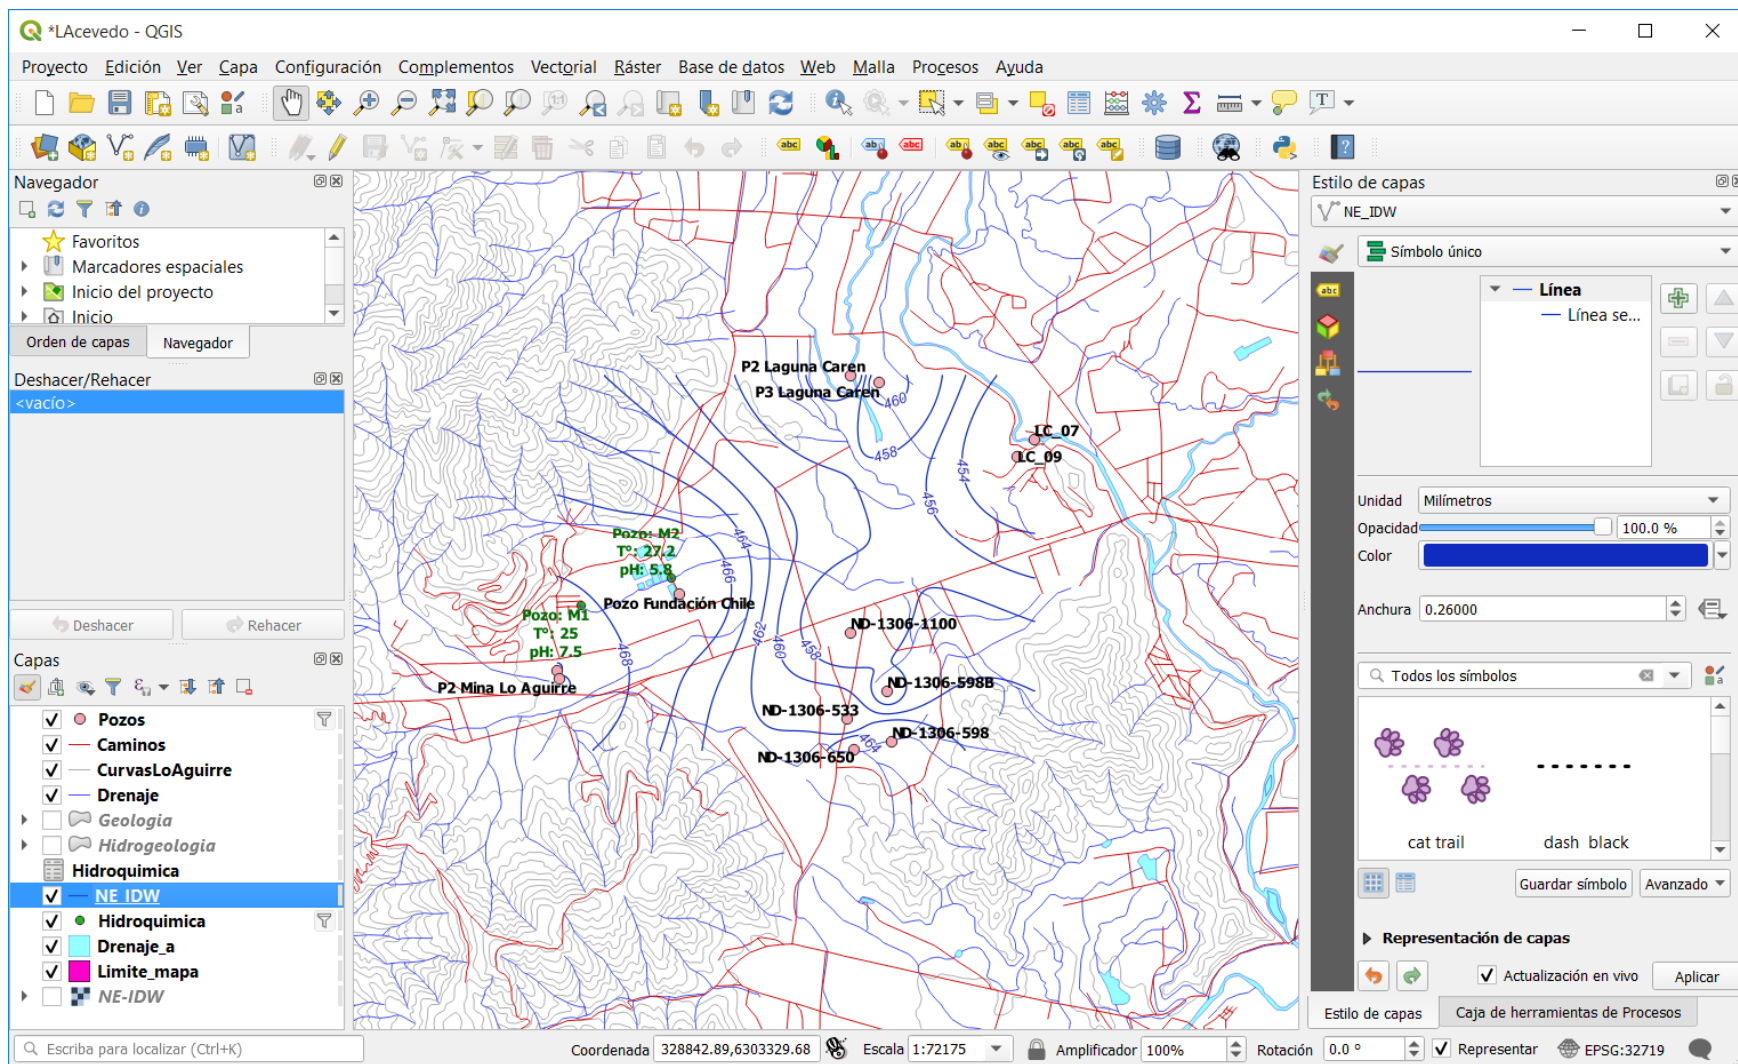 *LAcevedo - QGIS
Proyecto Edición Ver Capa Configuración Complementos Vectorial Ráster Base de datos Web Malla Procesos Ayuda
Navegador
Favoritos
Marcadores espaciales
Inicio del proyecto
Inicio
Orden de capas Navegador
Deshacer/Rehacer
<vacío>
Deshacer Rehacer
Capas
Pozos
Caminos
CurvasLoAguirre
Drenaje
Geologia
Hidrogeologia
Hidroquimica
NE_IDW
Hidroquimica
Drenaje_a
Limite_mapa
NE-IDW
P2 Laguna Caren
P3 Laguna Caren
460
LC_07
LC_09
458
454
456
Pozo: M2
T°: 27.2
pH: 5.8
464
466
Pozo Fundación Chile
Pozo: M1
T°: 25
pH: 7.5
468
462
460
458
ND-1306-1100
P2 Mina Lo Aguirre
ND-1306-598B
ND-1306-533
ND-1306-598
464
ND-1306-650
Estilo de capas
NE_IDW
Símbolo único
Línea
Línea se...
Unidad Milímetros
Opacidad 100.0 %
Color
Anchura 0.26000
Todos los símbolos
cat trail dash black
Guardar símbolo Avanzado
Representación de capas
Actualización en vivo Aplicar
Estilo de capas Caja de herramientas de Procesos
Escriba para localizar (Ctrl+K) Coordenada 328842.89,6303329.68 Escala 1:72175 Amplificador 100% Rotación 0.0 ° Representar EPSG:32719